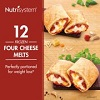 Nutrisystem
12
FROZEN
FOUR CHEESE
MELTS
Perfectly portioned
for weight loss*